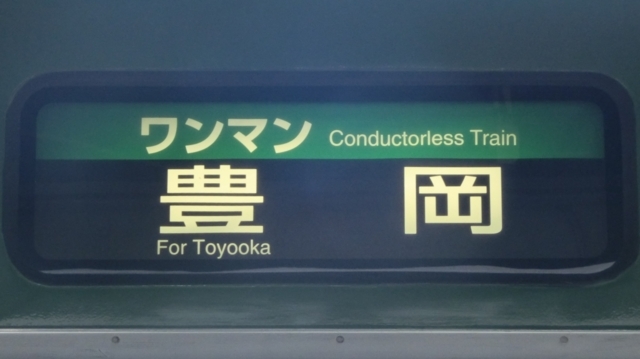 ワンマン Conductorless Train
豊岡
For Toyooka